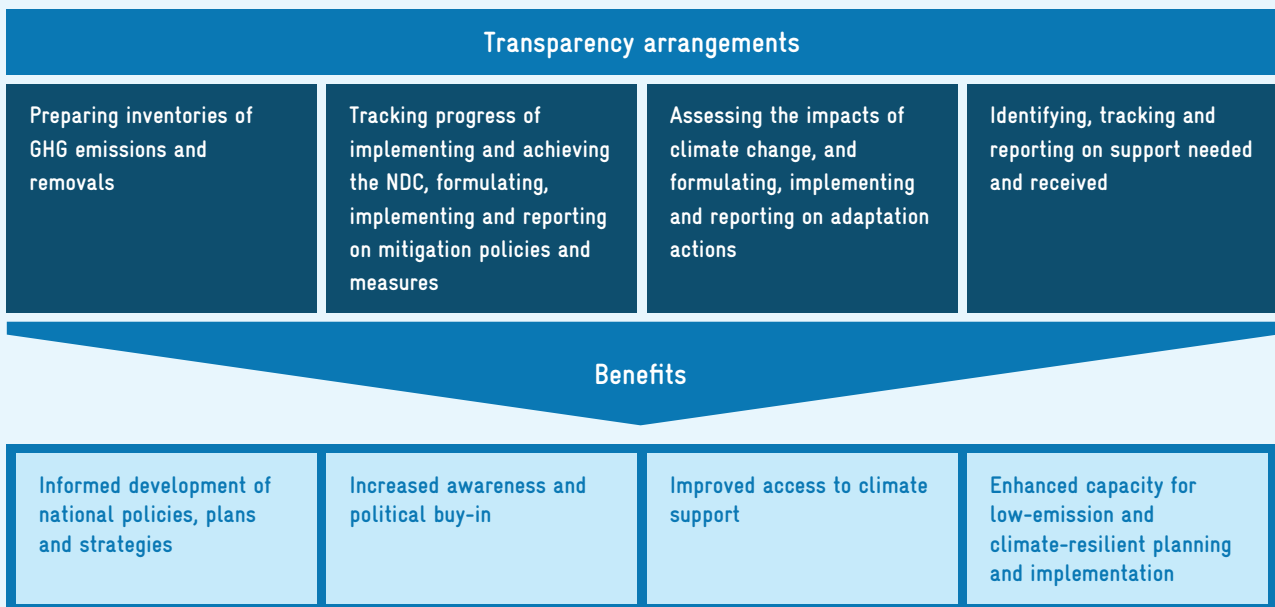 Transparency arrangements
Preparing inventories of
GHG emissions and
removals
Tracking progress of
implementing and achieving
the NDC, formulating,
implementing and reporting
on mitigation policies and
measures
Assessing the impacts of
climate change, and
formulating, implementing
and reporting on adaptation
actions
Identifying, tracking and
reporting on support needed
and received
Benefits
Informed development of
national policies, plans
and strategies
Increased awareness and
political buy-in
Improved access to climate
support
Enhanced capacity for
low-emission and
climate-resilient planning
and implementation